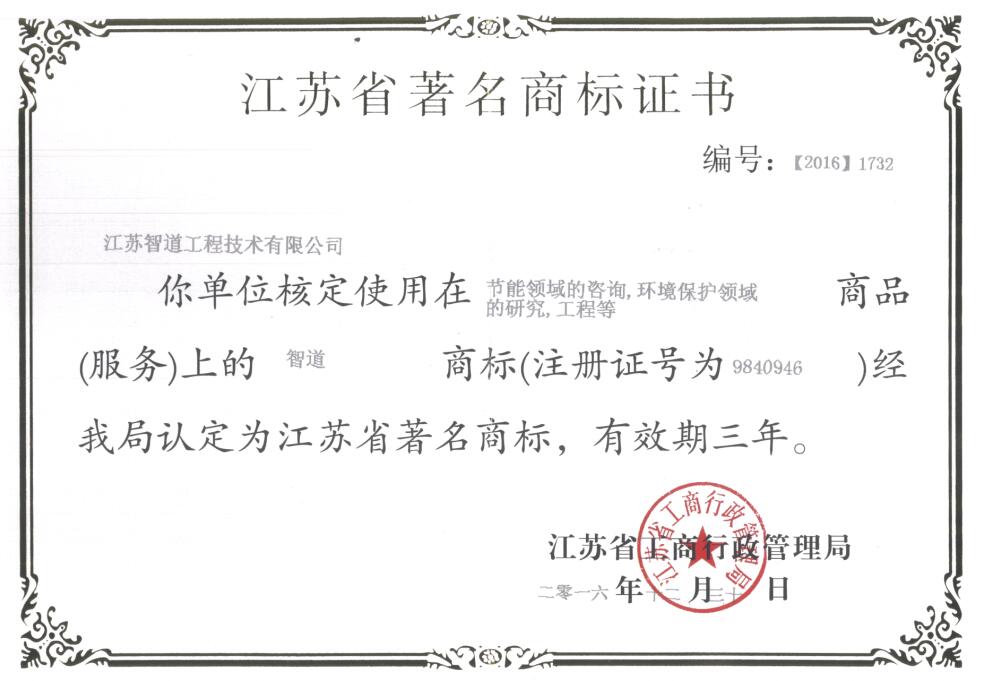 江苏省著名商标证书
编号：【2016】1732
江苏智道工程技术有限公司
你单位核定使用在 节能领域的咨询,环境保护领域的研究,工程等 商品
(服务)上的 智道 商标(注册证号为 9840946 )经
我局认定为江苏省著名商标，有效期三年。
江苏省工商行政管理局
江苏省工商行政管理局
二零一六 年 十二 月 三十 日